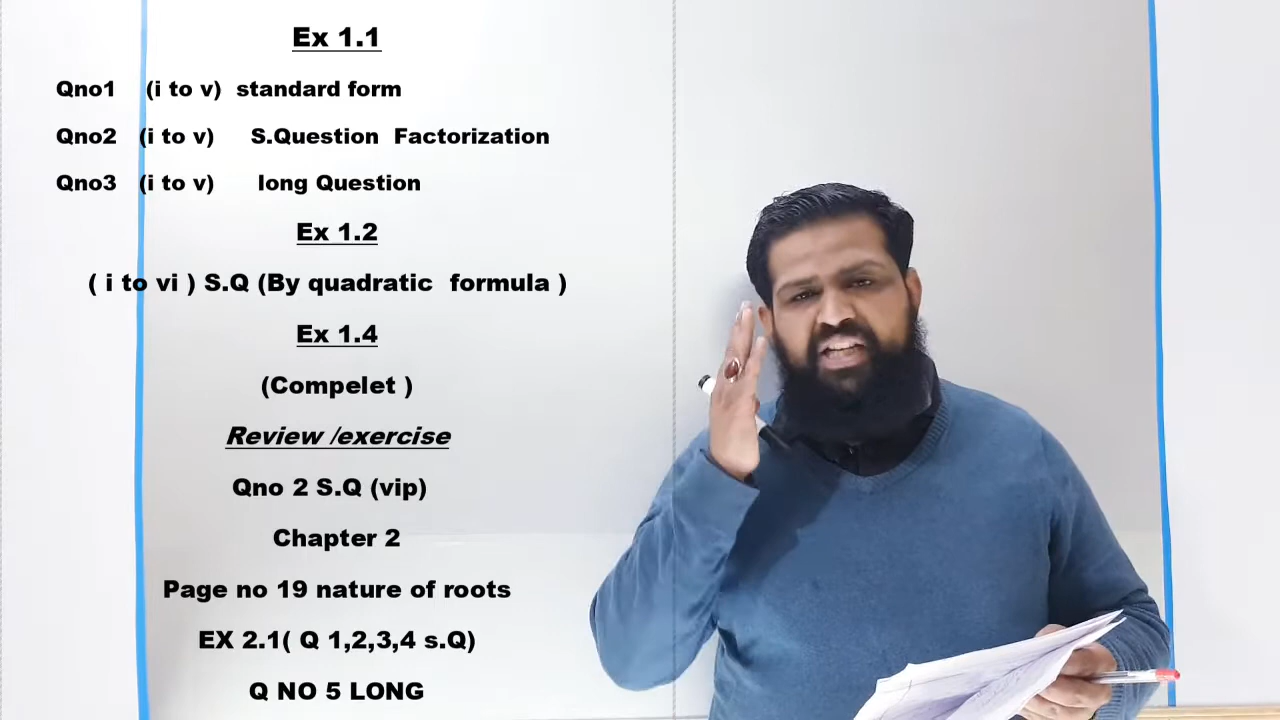 Ex 1.1
Qno1 (i to v) standard form
Qno2 (i to v) S.Question Factorization
Qno3 (i to v) long Question
Ex 1.2
( i to vi ) S.Q (By quadratic formula )
Ex 1.4
(Compelet )
Review /exercise
Qno 2 S.Q (vip)
Chapter 2
Page no 19 nature of roots
EX 2.1( Q 1,2,3,4 s.Q)
Q NO 5 LONG